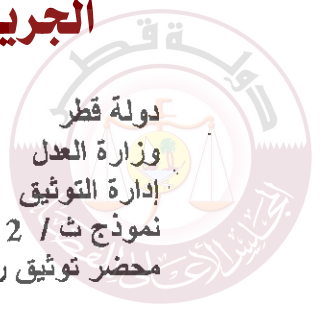 الجري
دولة قطر
وزارة العدل
إدارة التوثيق
نموذج ث / 2
محضر توثيق ر
دولة قطر